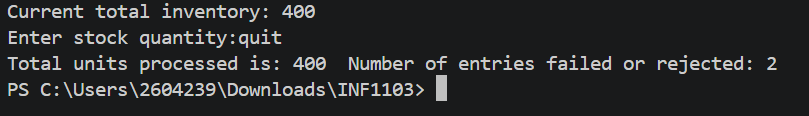 Current total inventory: 400
Enter stock quantity:quit
Total units processed is: 400  Number of entries failed or rejected: 2
PS C:\Users\2604239\Downloads\INF1103>